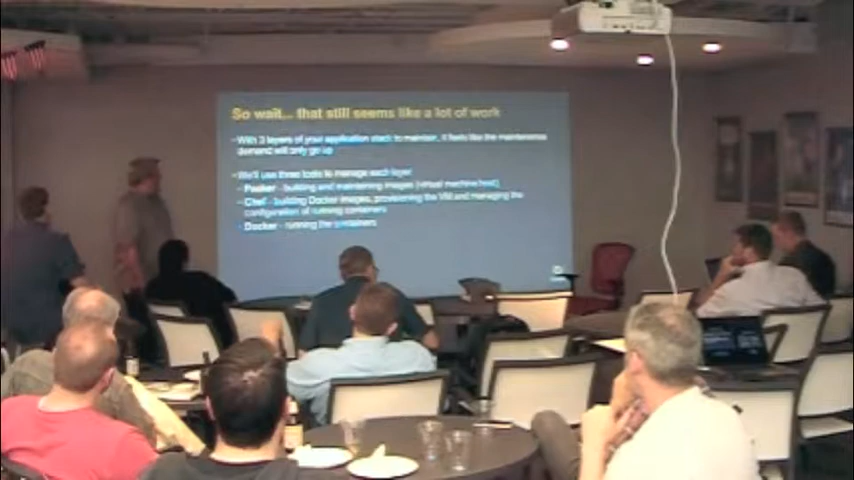 So wait... that still seems like a lot of work
- With 3 layers of your application stack to maintain, it feels like the maintenance
demand will only go up
- We'll use three tools to manage each layer
- Packer - building and maintaining images (virtual machine host)
- Chef - building Docker images, provisioning the VM and managing the
configuration of running containers
- Docker - running the containers